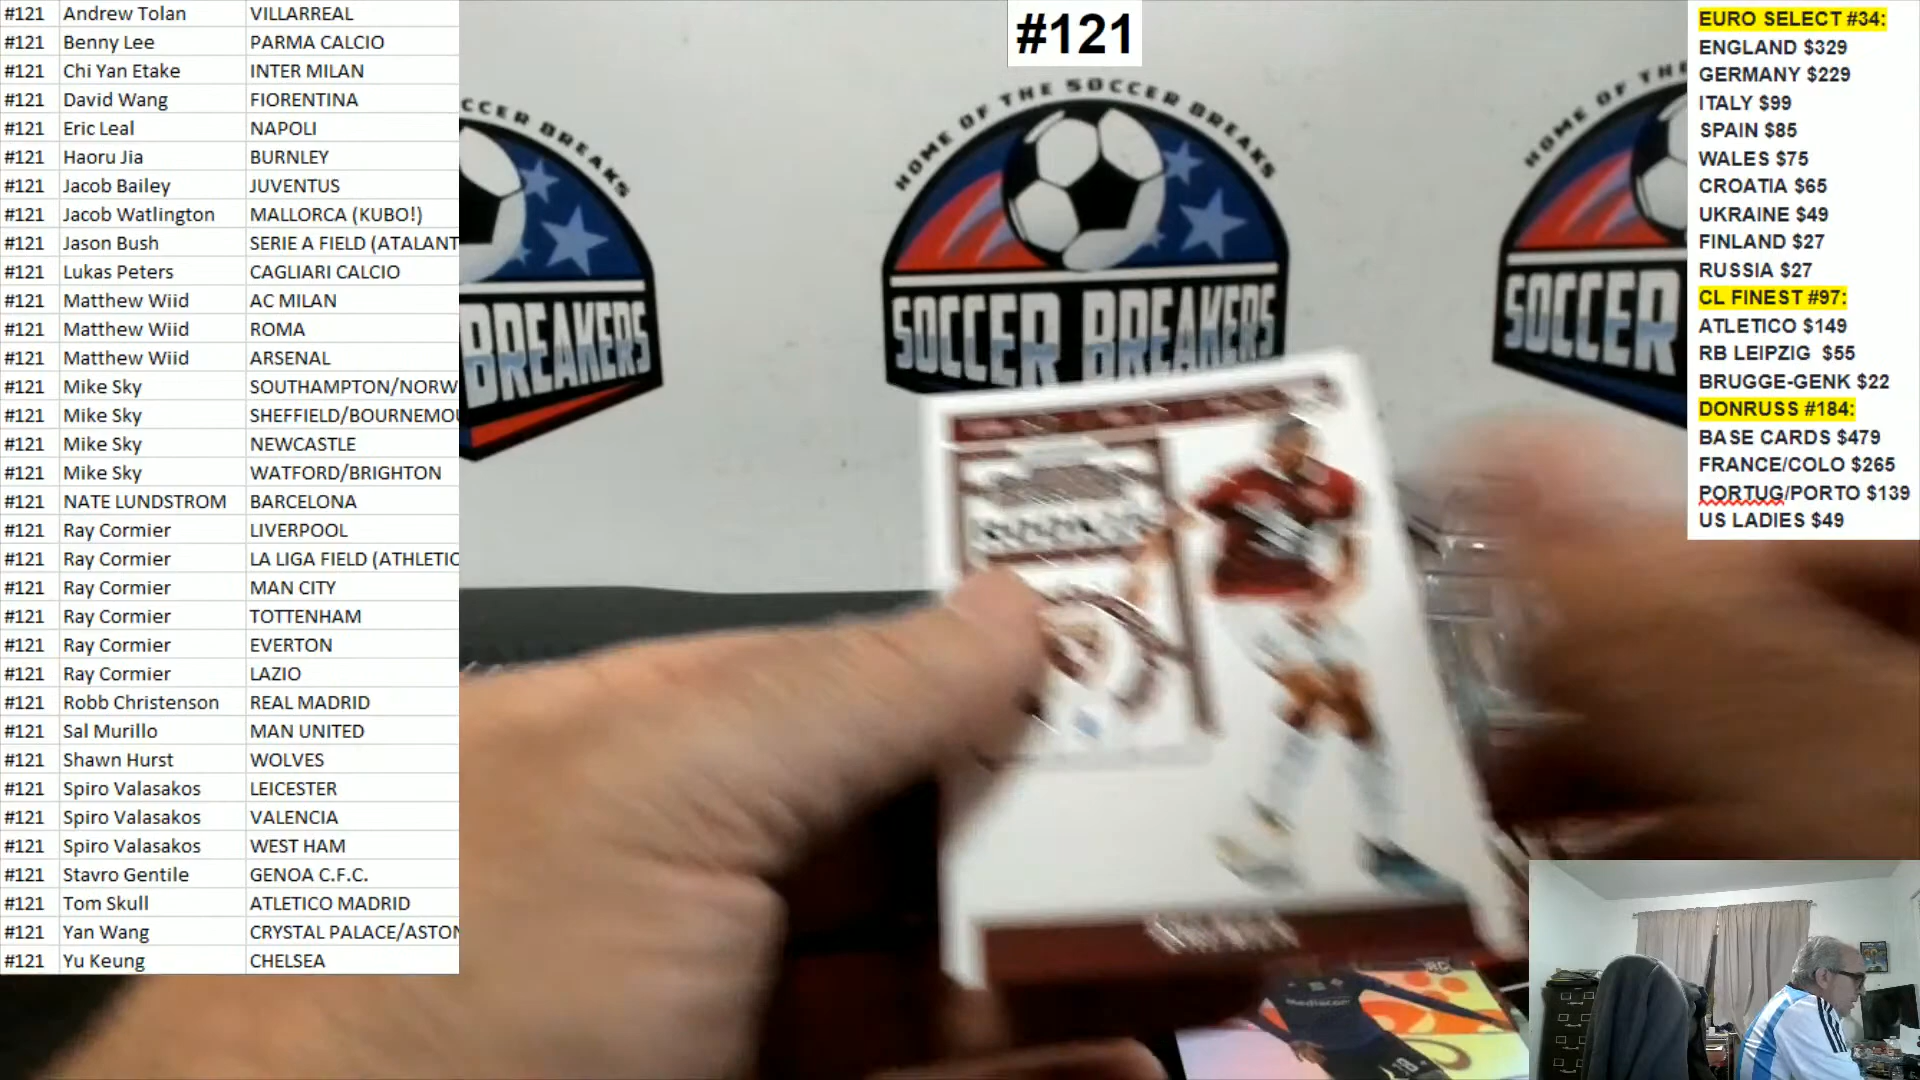 #121 Andrew Tolan VILLARREAL
#121 Benny Lee PARMA CALCIO
#121 Chi Yan Etake INTER MILAN
#121 David Wang FIORENTINA
#121 Eric Leal NAPOLI
#121 Haoru Jia BURNLEY
#121 Jacob Bailey JUVENTUS
#121 Jacob Watlington MALLORCA (KUBO!)
#121 Jason Bush SERIE A FIELD (ATALANT
#121 Lukas Peters CAGLIARI CALCIO
#121 Matthew Wiid AC MILAN
#121 Matthew Wiid ROMA
#121 Matthew Wiid ARSENAL
#121 Mike Sky SOUTHAMPTON/NORW
#121 Mike Sky SHEFFIELD/BOURNEMOU
#121 Mike Sky NEWCASTLE
#121 Mike Sky WATFORD/BRIGHTON
#121 NATE LUNDSTROM BARCELONA
#121 Ray Cormier LIVERPOOL
#121 Ray Cormier LA LIGA FIELD (ATHLETIC
#121 Ray Cormier MAN CITY
#121 Ray Cormier TOTTENHAM
#121 Ray Cormier EVERTON
#121 Ray Cormier LAZIO
#121 Robb Christenson REAL MADRID
#121 Sal Murillo MAN UNITED
#121 Shawn Hurst WOLVES
#121 Spiro Valasakos LEICESTER
#121 Spiro Valasakos VALENCIA
#121 Spiro Valasakos WEST HAM
#121 Stavro Gentile GENOA C.F.C.
#121 Tom Skull ATLETICO MADRID
#121 Yan Wang CRYSTAL PALACE/ASTON
#121 Yu Keung CHELSEA
#121
CCER BREAKS
BREAKERS
HOME OF THE SOCCER BREAKS
SOCCER BREAKERS
HOME OF THE
SOCCER
ROOKIE
RC
mediacom
EURO SELECT #34:
ENGLAND $329
GERMANY $229
ITALY $99
SPAIN $85
WALES $75
CROATIA $65
UKRAINE $49
FINLAND $27
RUSSIA $27
CL FINEST #97:
ATLETICO $149
RB LEIPZIG $55
BRUGGE-GENK $22
DONRUSS #184:
BASE CARDS $479
FRANCE/COLO $265
PORTUG/PORTO $139
US LADIES $49